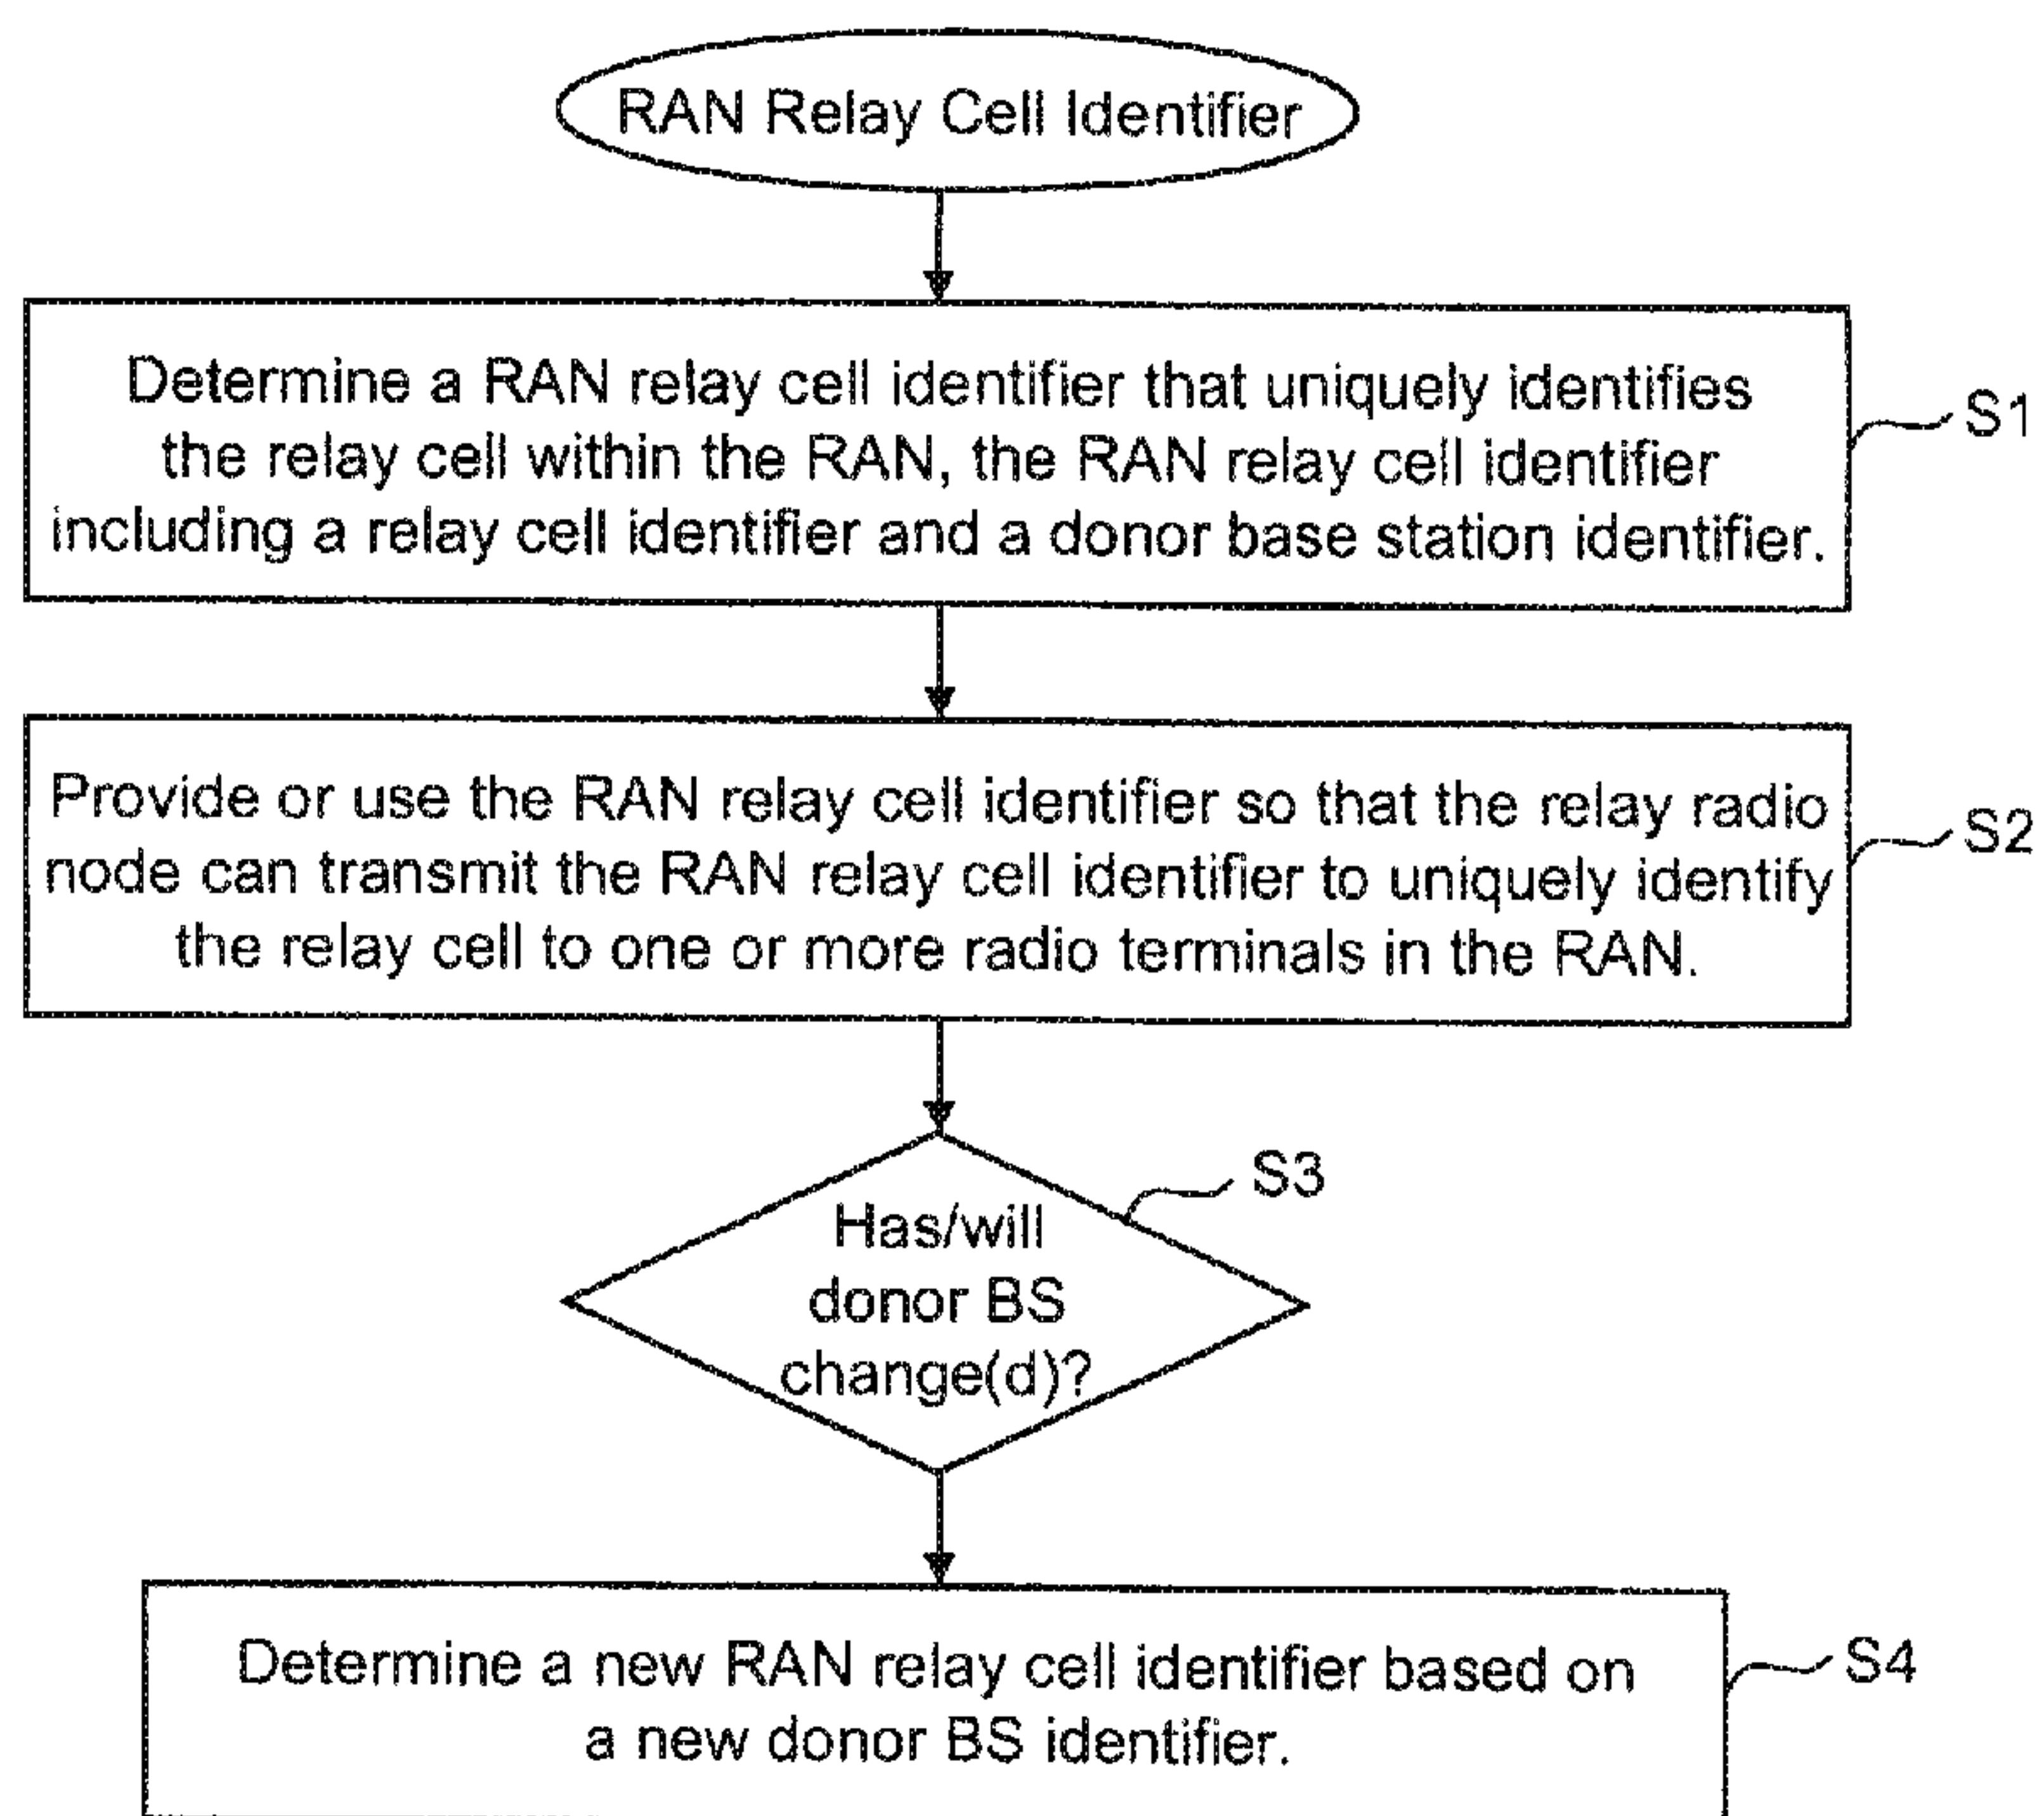 RAN Relay Cell Identifier
Determine a RAN relay cell identifier that uniquely identifies
the relay cell within the RAN, the RAN relay cell identifier
including a relay cell identifier and a donor base station identifier.
S1
Provide or use the RAN relay cell identifier so that the relay radio
node can transmit the RAN relay cell identifier to uniquely identify
the relay cell to one or more radio terminals in the RAN.
S2
Has/will
donor BS
change(d)?
S3
Determine a new RAN relay cell identifier based on
a new donor BS identifier.
S4